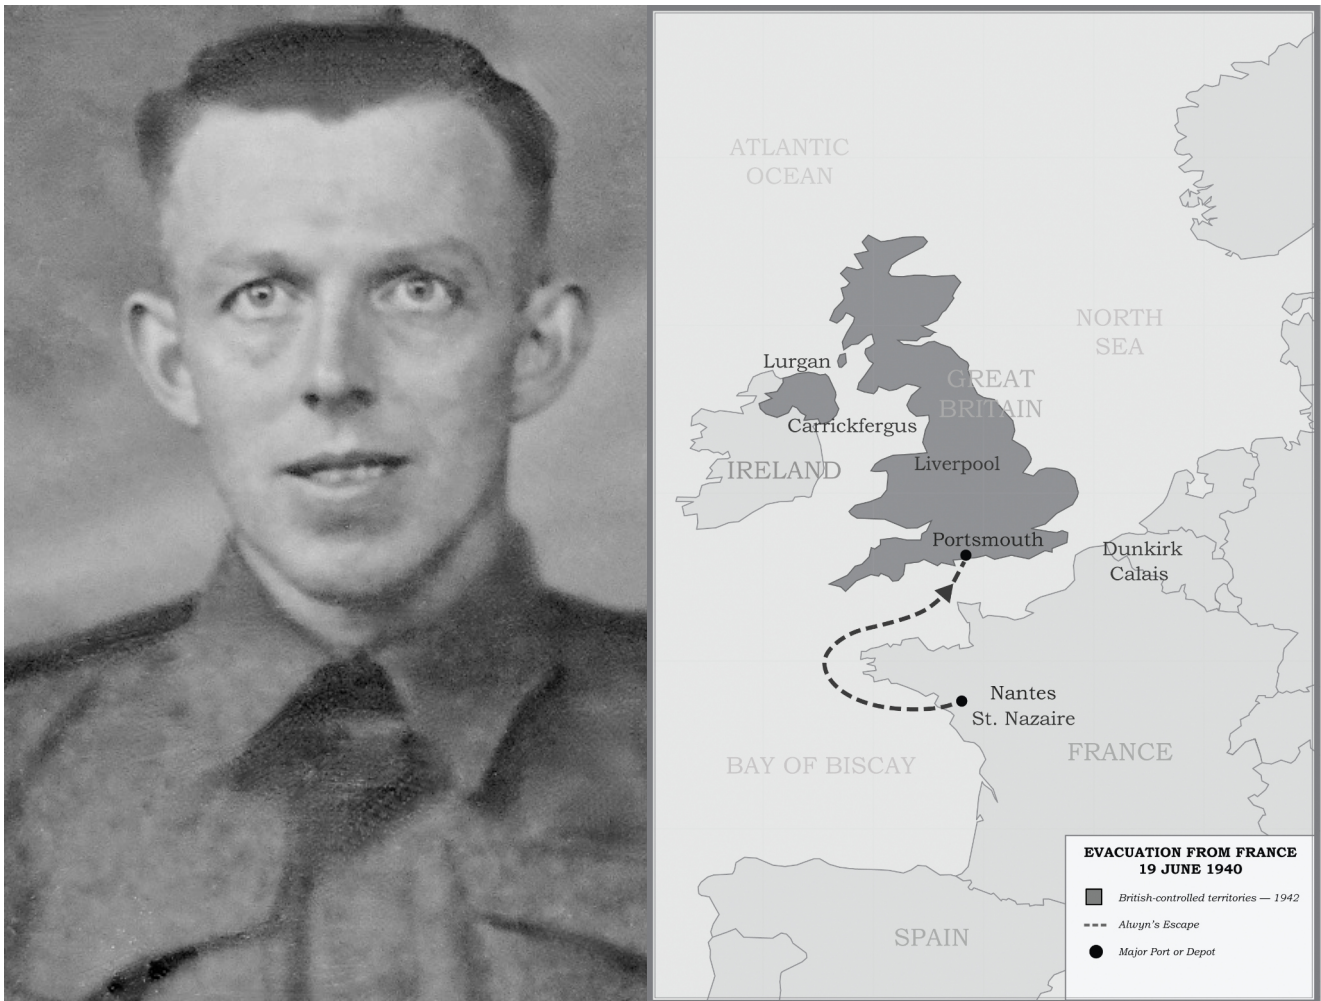 ATLANTIC
OCEAN
NORTH
SEA
Lurgan
GREAT
BRITAIN
Carrickfergus
IRELAND
Liverpool
Portsmouth
Dunkirk
Calais
Nantes
St. Nazaire
FRANCE
BAY OF BISCAY
SPAIN
EVACUATION FROM FRANCE
19 JUNE 1940
British-controlled territories — 1942
Alwyn's Escape
Major Port or Depot